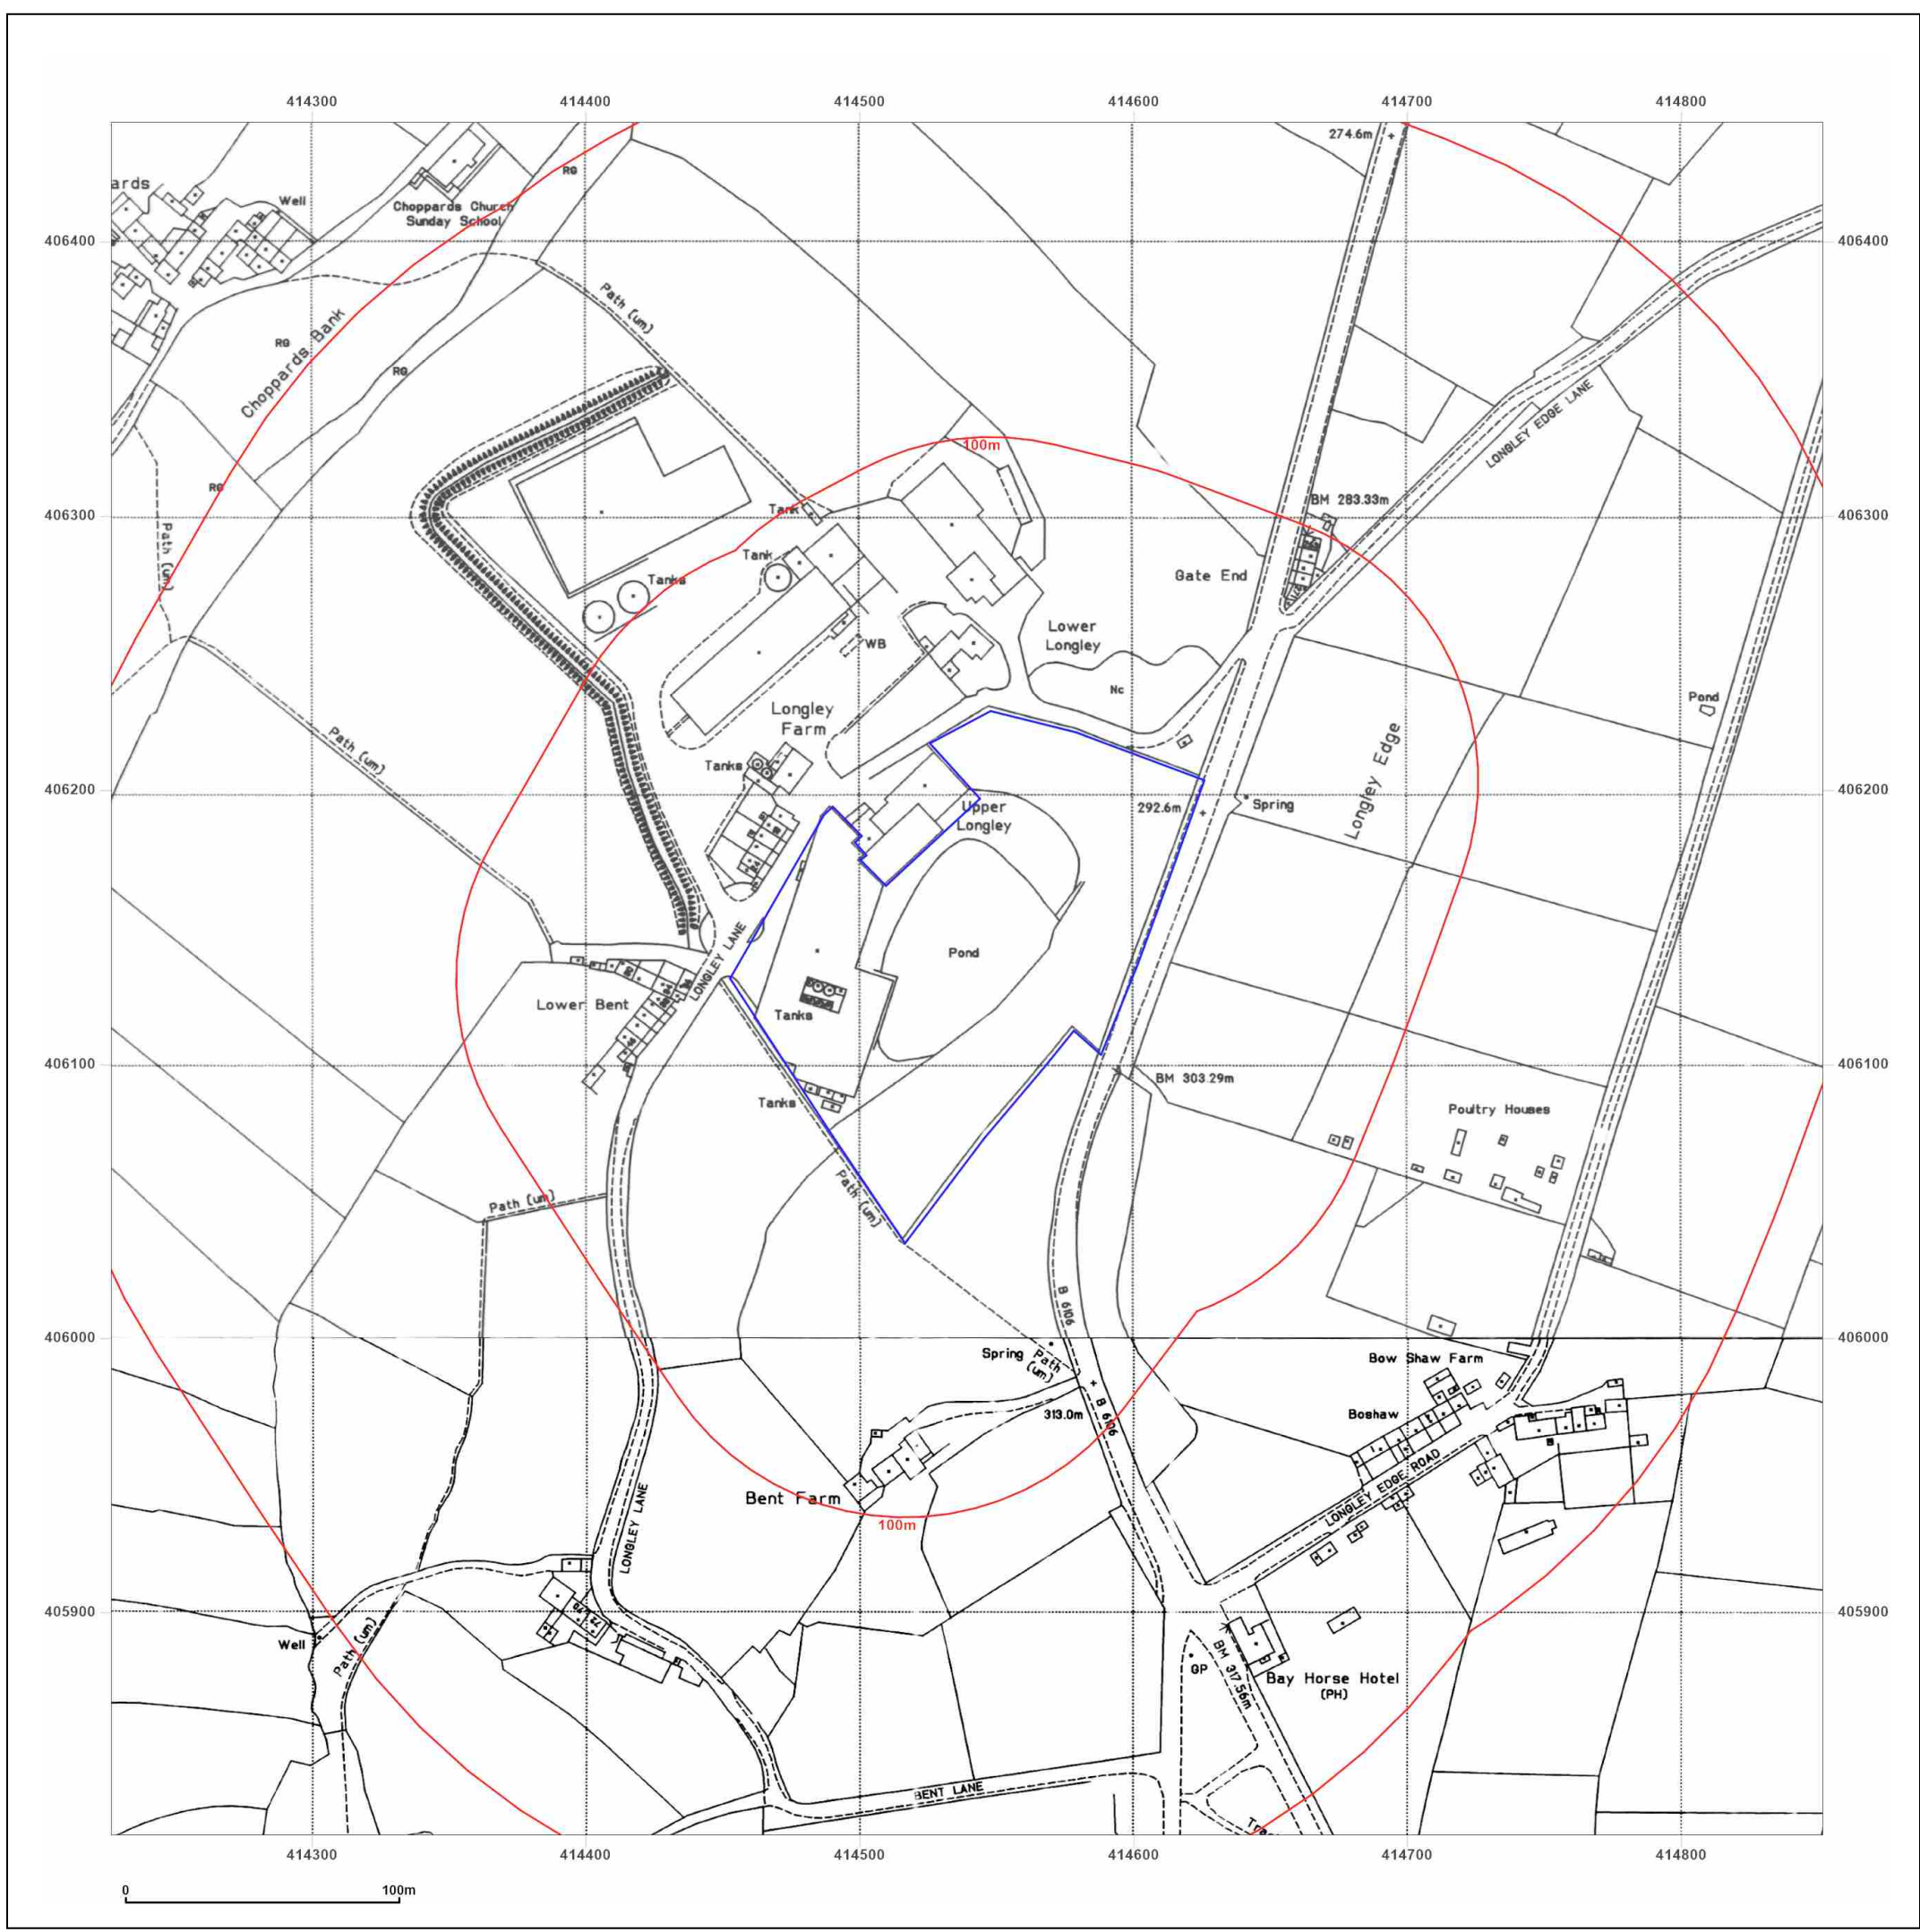 414300 414400 414500 414600 414700 414800
274.6m
RG
ards
Well
Choppards Church
Sunday School
406400 406400
Path (um)
Choppards Bank
RG
RG
LONGLEY EDGE LANE
100m
RG
BM 283.33m
Tank
406300 406300
Path (um)
Tank
Tanks
Gate End
Lower
Longley
WB
Nc
Pond
Longley
Farm
Path (um)
Longley Edge
Tanks
406200 406200
292.6m
Spring
Upper
Longley
LONGLEY LANE
Pond
Lower Bent
Tanks
406100 406100
BM 303.29m
Tanks
Poultry Houses
Path (um)
Path (um)
B 6106
406000 406000
Spring
Path
(um)
Bow Shaw Farm
313.0m
B 6106
Boshaw
LONGLEY EDGE ROAD
Bent Farm
100m
LONGLEY LANE
405900 405900
Well
Path (um)
GP
BM 317.56m
Bay Horse Hotel
(PH)
BENT LANE
414300 414400 414500 414600 414700 414800
0 100m